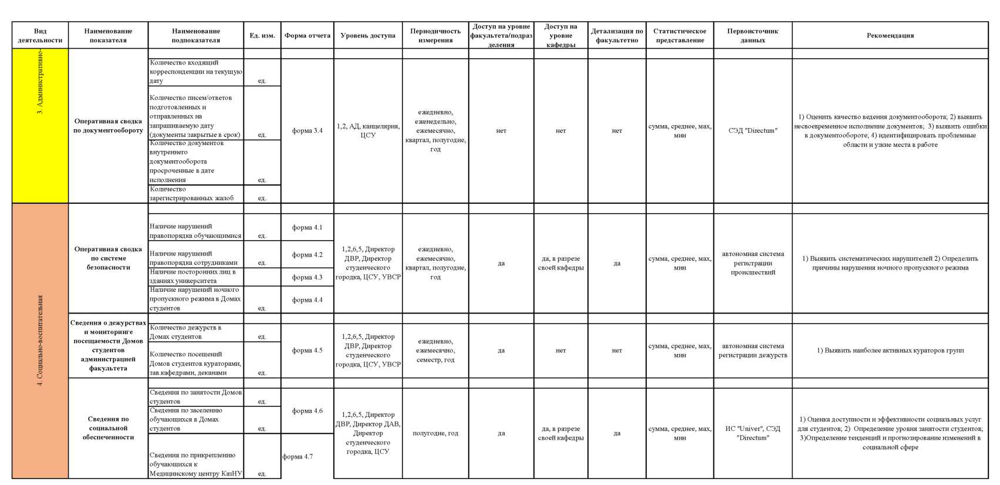 Вид
деятельности
Наименование
показателя
Наименование
подпоказателя
Ед. изм.
Форма отчета
Уровень доступа
Периодичность
измерения
Доступ на уровне
факультета/подраз
деления
Доступ на
уровне
кафедры
Детализация по
факультетно
Статистическое
представление
Первоисточник
данных
Рекомендация
3. Административно-
Оперативная сводка
по документообороту
Количество входящий
корреспонденции на текущую
дату
ед.
Количество писем/ответов
подготовленных и
отправленных на
запрашиваемую дату
(документы закрытые в срок)
ед.
Количество документов
внутреннего
документооборота
просроченные в дате
исполнения
ед.
Количество
зарегистрированных жалоб
ед.
форма 3.4
1,2, АД, канцелярия,
ЦСУ
ежедневно,
еженедельно,
ежемесячно,
квартал, полугодие,
год
нет
нет
нет
сумма, среднее, мах,
мин
СЭД "Directum"
1) Оценить качество ведения документооборота; 2) выявить
несвоевременное исполнение документов;  3) выявить ошибки
в документообороте; 4) идентифицировать проблемные
области и узкие места в работе
4. Социально-воспитательная
Оперативная сводка
по системе
безопасности
Наличие нарушений
правопорядка обучающимися
ед.
форма 4.1
Наличие нарушений
правопорядка сотрудниками
ед.
форма 4.2
Наличие посторонних лиц в
зданиях университета
форма 4.3
Наличие нарушений ночного
пропускного режима в Домах
студентов
ед.
форма 4.4
1,2,6,5, Директор
ДВР, Директор
студенческого
городка, ЦСУ, УВСР
ежедневно,
ежемесячно,
квартал, полугодие,
год
да
да, в разрезе
своей кафедры
да
сумма, среднее, мах,
мин
автономная система
регистрации
происшествий
1) Выявить систематических нарушителей 2) Определить
причины нарушения ночного пропускного режима
Сведения о дежурствах
и мониторинге
посещаемости Домов
студентов
администрацией
факультета
Количество дежурств в
Домах студентов
ед.
Количество посещений
Домов студентов кураторами,
зав.кафедрами, деканами
ед.
форма 4.5
1,2,6,5, Директор
ДВР, Директор
студенческого
городка, ЦСУ, УВСР
ежедневно,
ежемесячно,
семестр, год
да
нет
нет
сумма, среднее, мах,
мин
автономная система
регистрации дежурств
1) Выявить наиболее активных кураторов групп
Сведения по
социальной
обеспеченности
Сведения по занятости Домов
студентов
ед.
Сведения по заселению
обучающихся в Домах
студентов
ед.
форма 4.6
Сведения по прикреплению
обучающихся к
Медицинскому центру КазНУ
ед.
форма 4.7
1,2,6,5, Директор
ДВР, Директор ДАВ,
Директор
студенческого
городка, ЦСУ
полугодие, год
да
да, в разрезе
своей кафедры
да
сумма, среднее, мах,
мин
ИС "Univer", СЭД
"Directum"
1) Оценка доступности и эффективности социальных услуг
для студентов; 2)  Определение уровня занятости студентов;
3)Определение тенденций и прогнозирование изменений в
социальной сфере